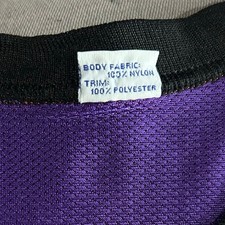 BODY FABRIC:
100% NYLON
TRIM:
100% POLYESTER